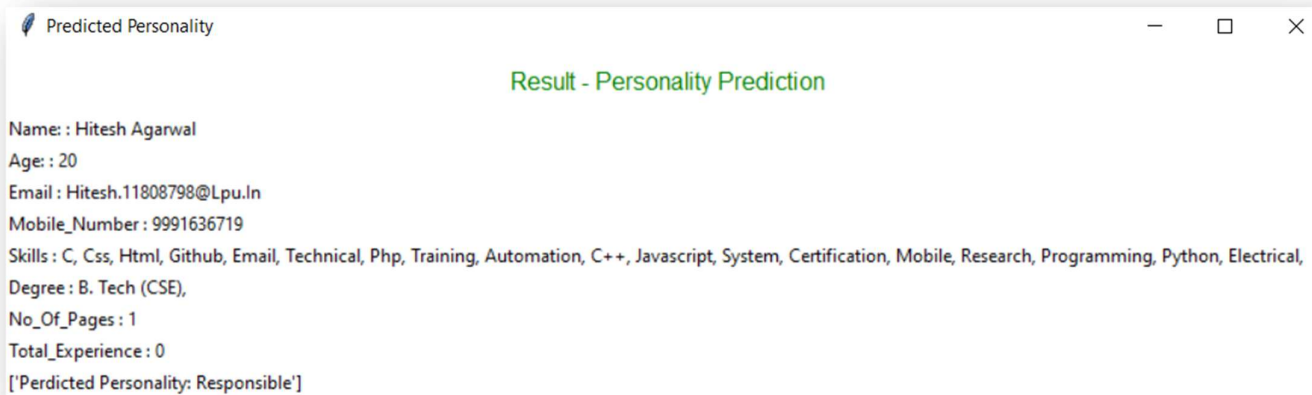 Predicted Personality
Result - Personality Prediction
Name: : Hitesh Agarwal
Age: : 20
Email : Hitesh.11808798@Lpu.In
Mobile_Number : 9991636719
Skills : C, Css, Html, Github, Email, Technical, Php, Training, Automation, C++, Javascript, System, Certification, Mobile, Research, Programming, Python, Electrical,
Degree : B. Tech (CSE),
No_Of_Pages : 1
Total_Experience : 0
['Perdicted Personality: Responsible']